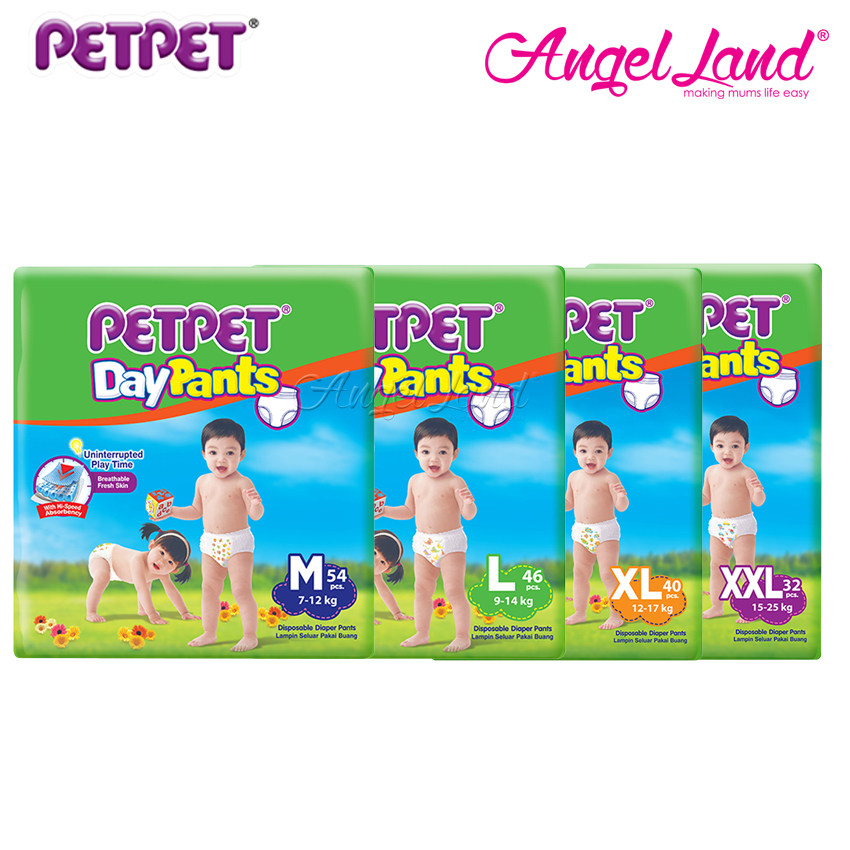 PETPET®
Angel Land®
making mums life easy
PETPET®
DayPants
Uninterrupted
Play Time
Breathable
Fresh Skin
With Hi-Speed
Absorbency
M 54
pcs.
7-12 kg
Disposable Diaper Pants
Lampin Seluar Pakai Buang
TPET®
Pants
L 46
pcs.
9-14 kg
Disposable Diaper Pants
Lampin Seluar Pakai Buang
PET®
ants
XL 40
pcs.
12-17 kg
Disposable Diaper Pants
Lampin Seluar Pakai Buang
PET®
ants
XXL 32
pcs.
15-25 kg
Disposable Diaper Pants
Lampin Seluar Pakai Buang
Angel Land